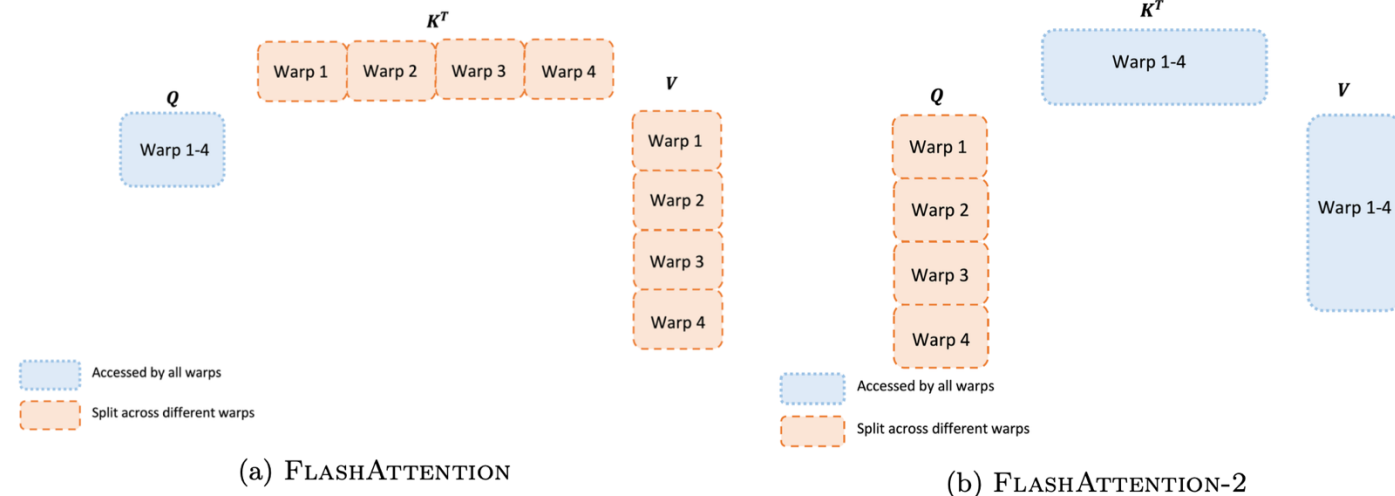 K^T
Warp 1 Warp 2 Warp 3 Warp 4
Q
Warp 1-4
V
Warp 1
Warp 2
Warp 3
Warp 4
Accessed by all warps
Split across different warps
(a) FLASHATTENTION
K^T
Warp 1-4
Q
Warp 1
Warp 2
Warp 3
Warp 4
V
Warp 1-4
Accessed by all warps
Split across different warps
(b) FLASHATTENTION-2